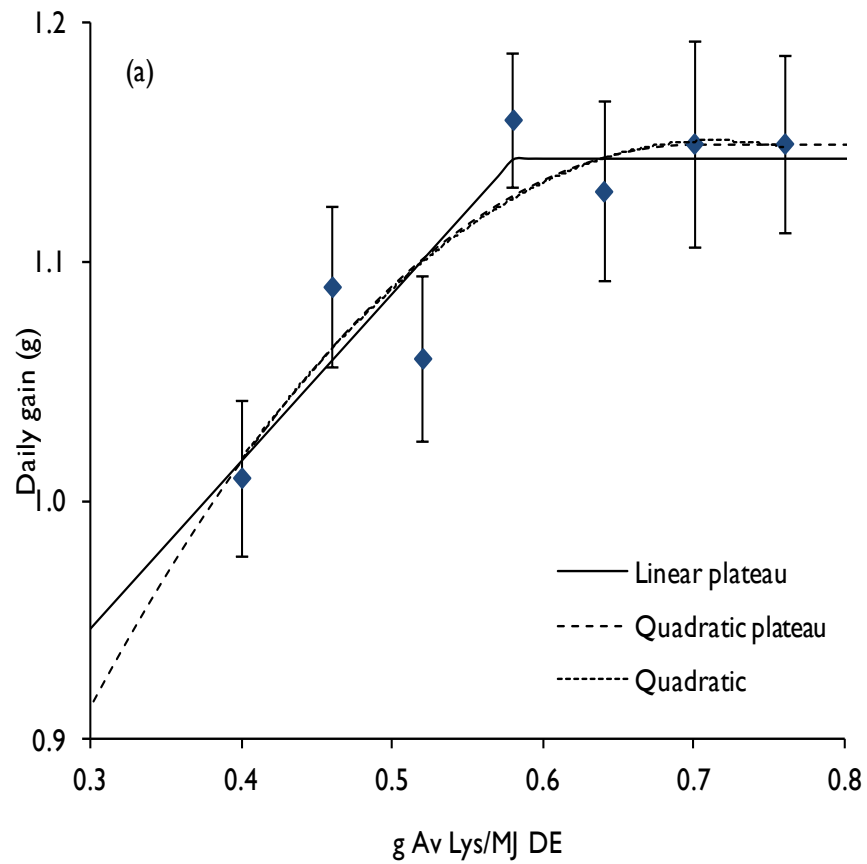 1.2
(a)
1.1
1.0
0.9
Daily gain (g)
Linear plateau
Quadratic plateau
Quadratic
0.3 0.4 0.5 0.6 0.7 0.8
g Av Lys/MJ DE